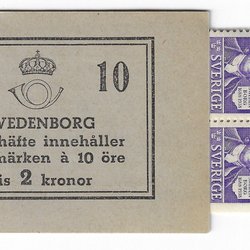 10
VEDENBORG
häfte innehåller
märken à 10 öre
is 2 kronor
SVERIGE
SVERIGE